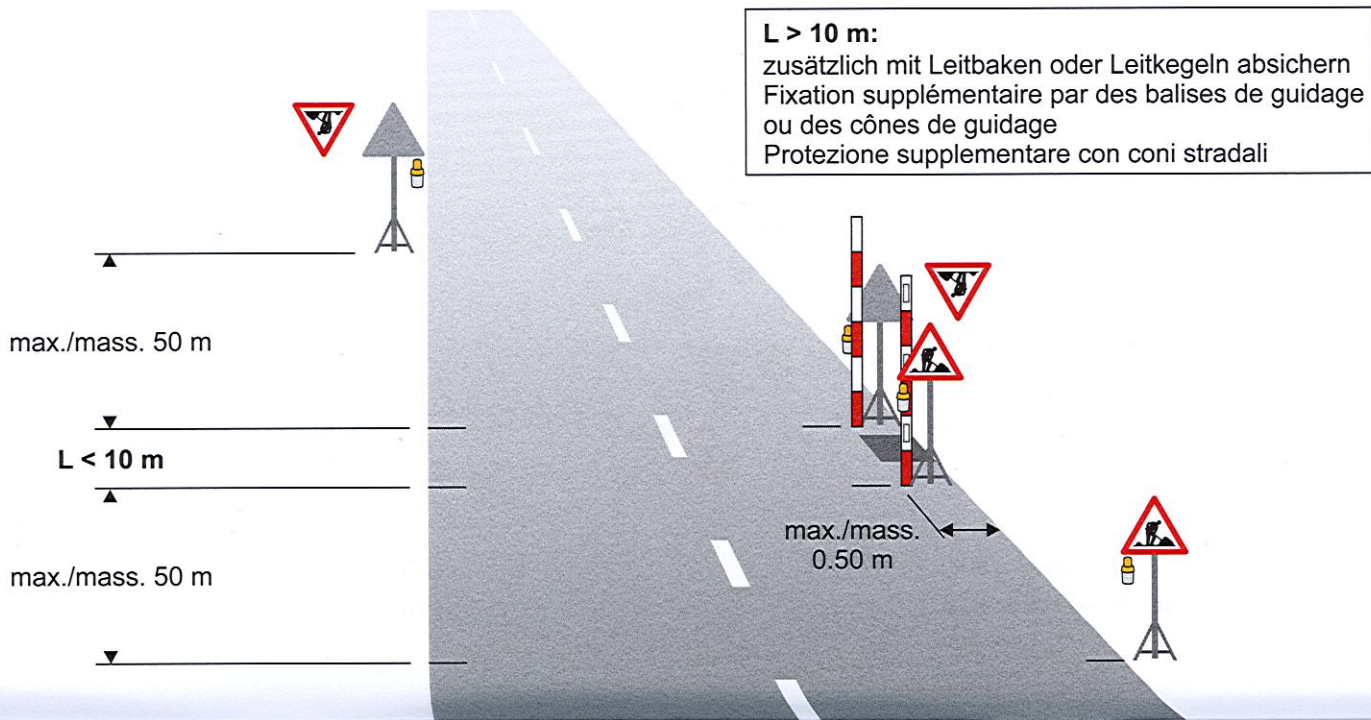 L > 10 m:
zusätzlich mit Leitbaken oder Leitkegeln absichern
Fixation supplémentaire par des balises de guidage
ou des cônes de guidage
Protezione supplementare con coni stradali
max./mass. 50 m
L < 10 m
max./mass.
0.50 m
max./mass. 50 m